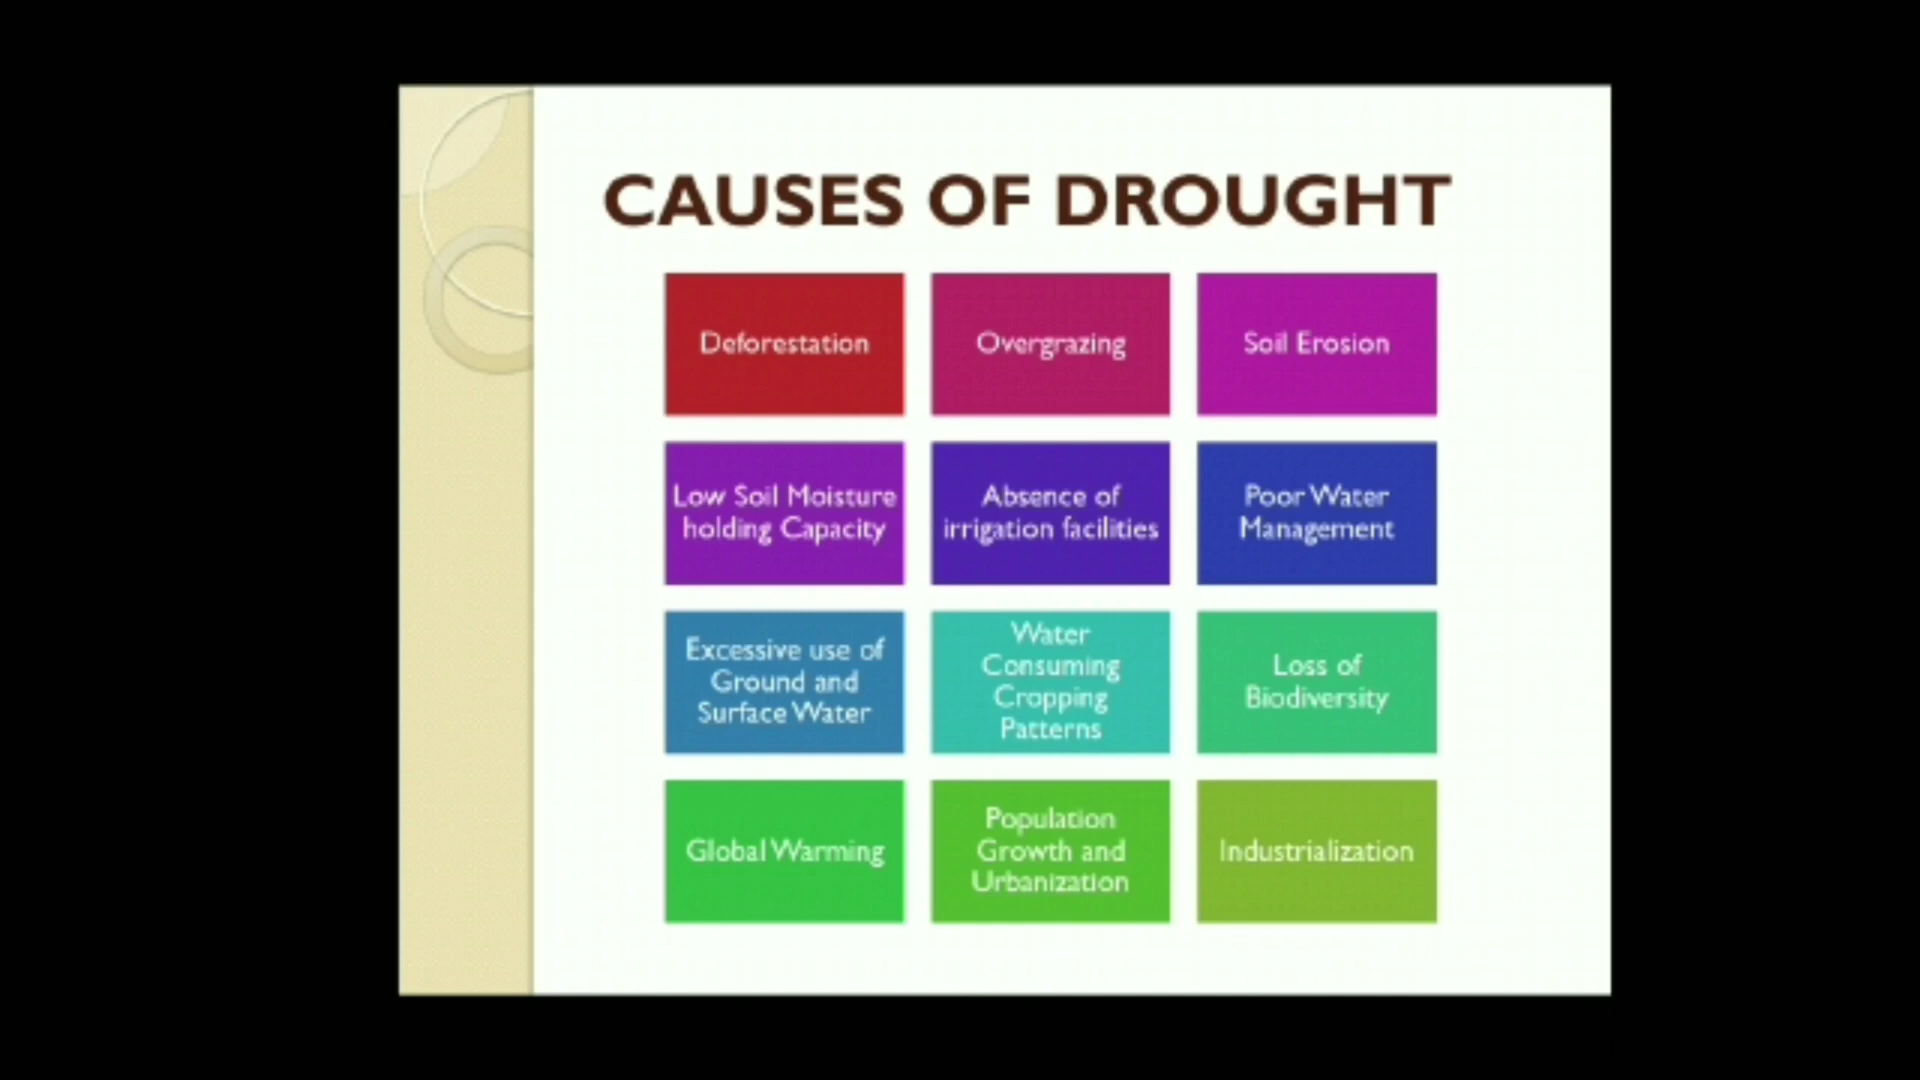 CAUSES OF DROUGHT
Deforestation
Overgrazing
Soil Erosion
Low Soil Moisture
holding Capacity
Absence of
irrigation facilities
Poor Water
Management
Excessive use of
Ground and
Surface Water
Water
Consuming
Cropping
Patterns
Loss of
Biodiversity
Global Warming
Population
Growth and
Urbanization
Industrialization